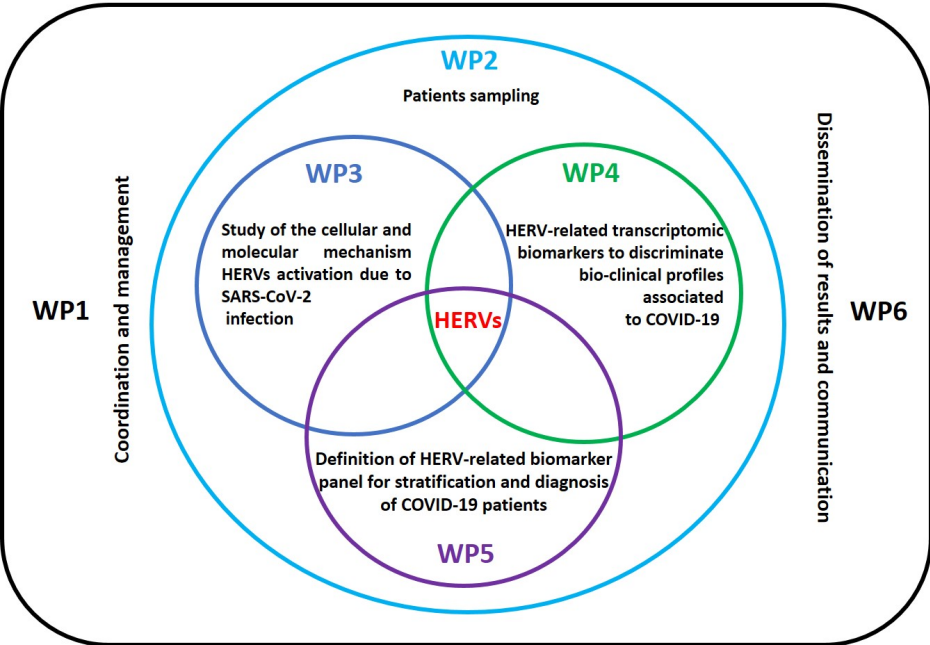 WP2
Patients sampling
WP3
Study of the cellular and
molecular mechanism
HERVs activation due to
SARS-CoV-2
infection
WP4
HERV-related transcriptomic
biomarkers to discriminate
bio-clinical profiles
associated
to COVID-19
HERVs
Definition of HERV-related biomarker
panel for stratification and diagnosis
of COVID-19 patients
WP5
WP1
Coordination and management
Dissemination of results and communication
WP6